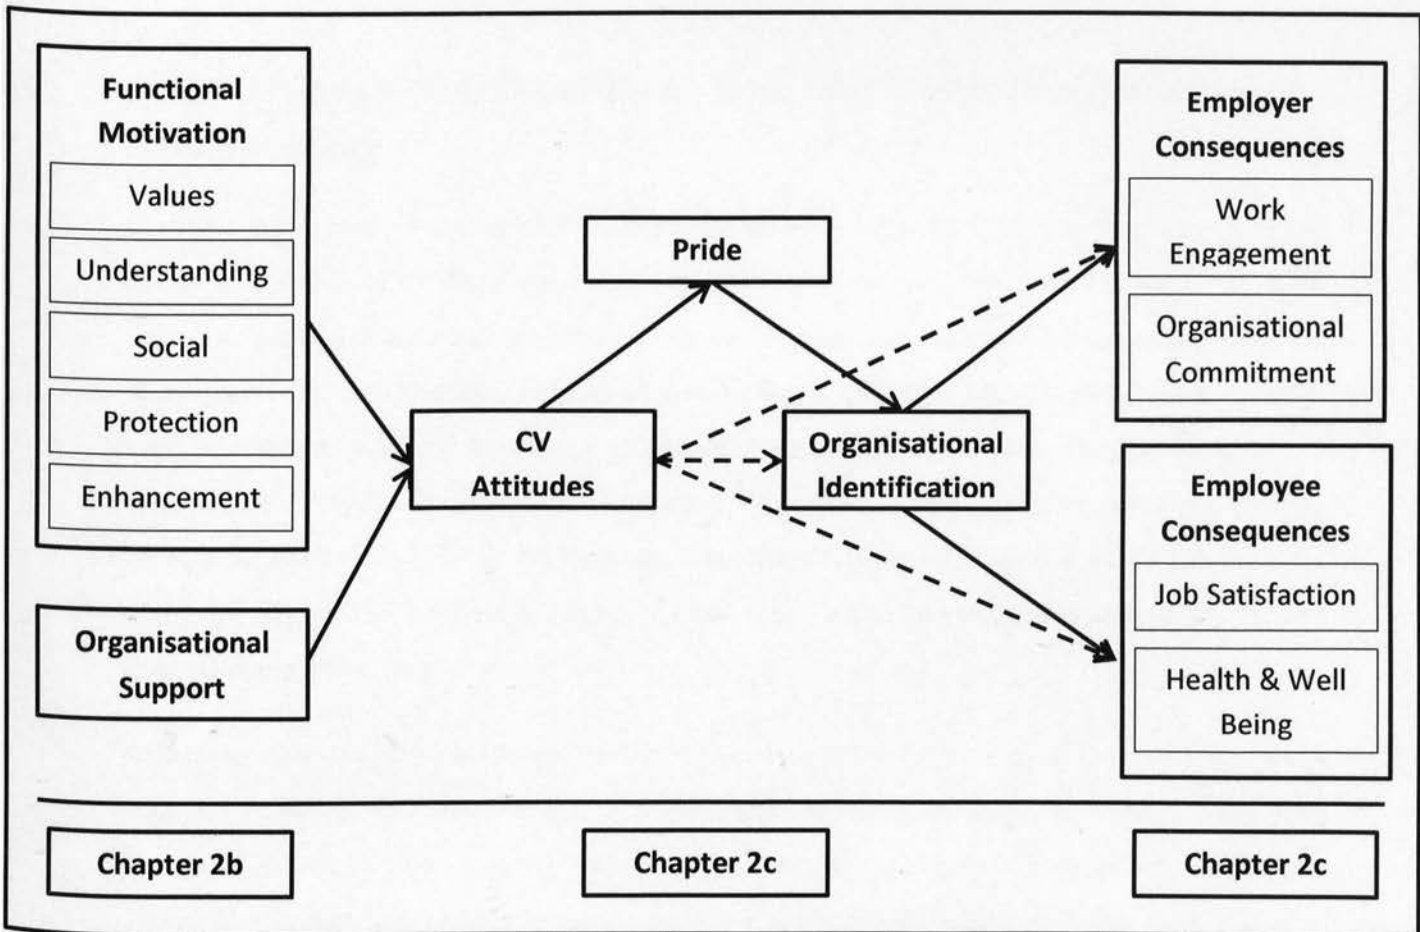 Functional
Motivation
Values
Understanding
Social
Protection
Enhancement
Organisational
Support
Pride
CV
Attitudes
Organisational
Identification
Employer
Consequences
Work
Engagement
Organisational
Commitment
Employee
Consequences
Job Satisfaction
Health & Well
Being
Chapter 2b
Chapter 2c
Chapter 2c